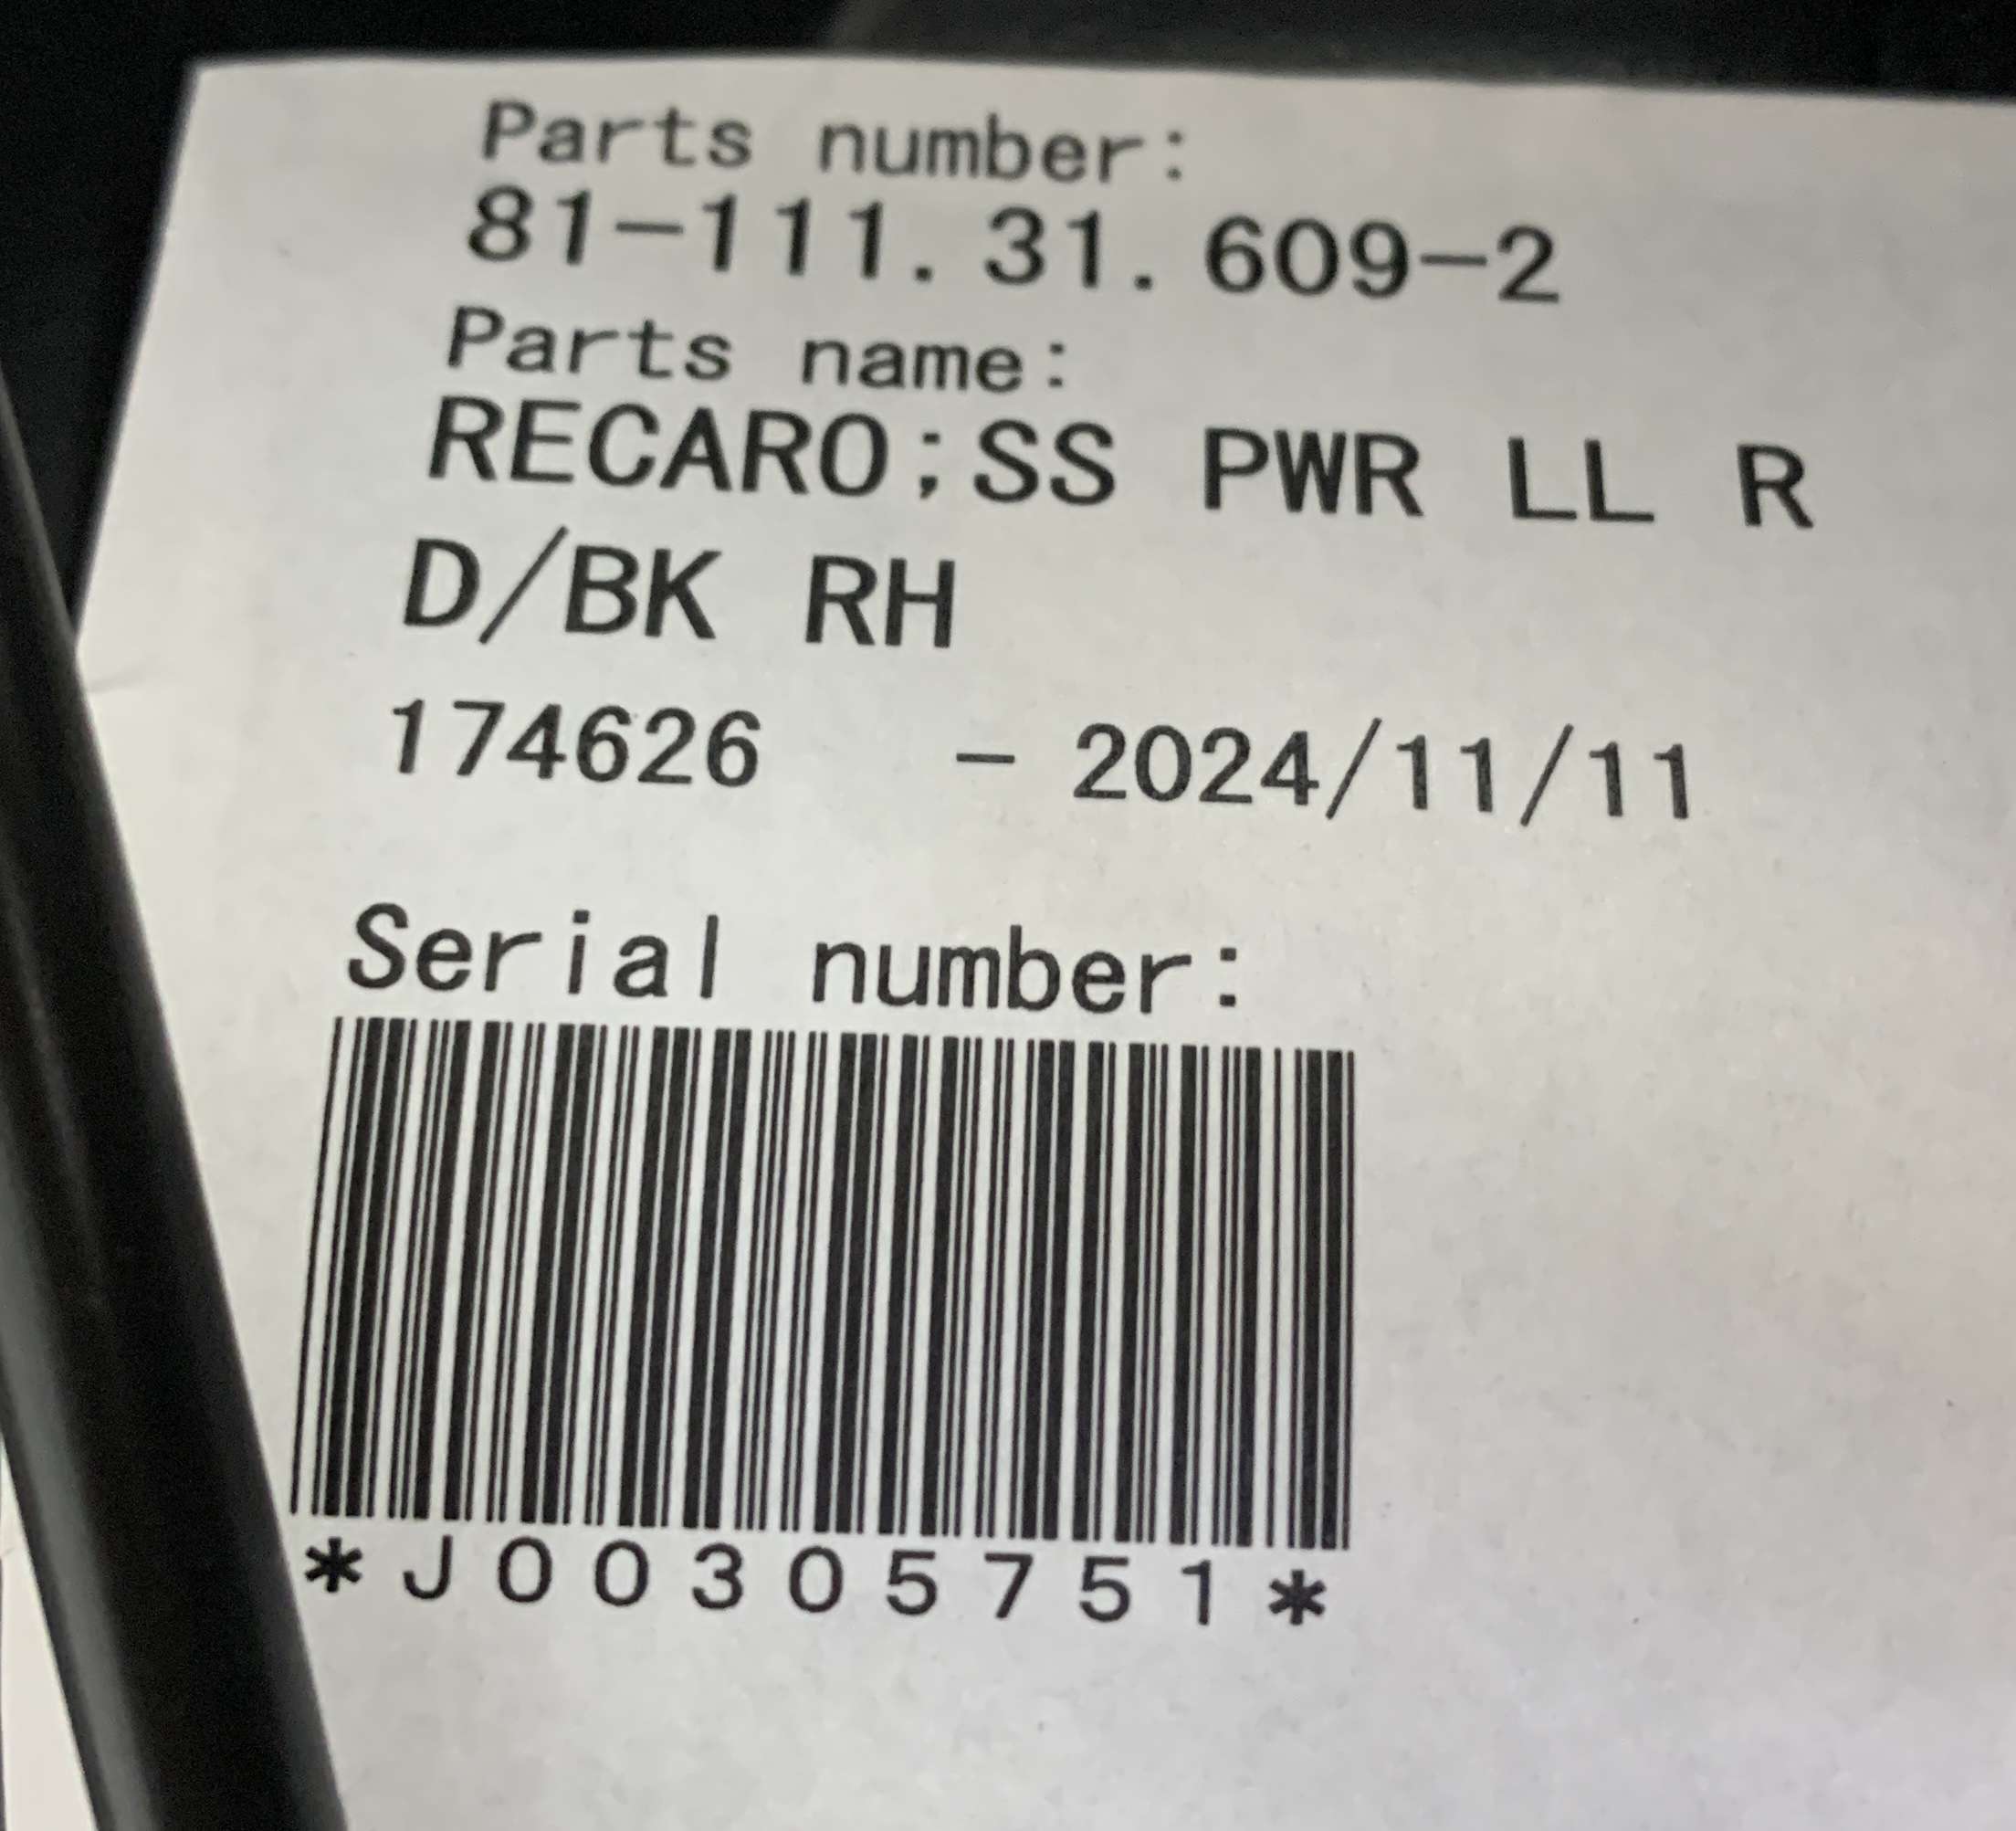 Parts number:
81-111.31.609-2
Parts name:
RECARO;SS PWR LL R
D/BK RH
174626 - 2024/11/11
Serial number:
*J00305751*